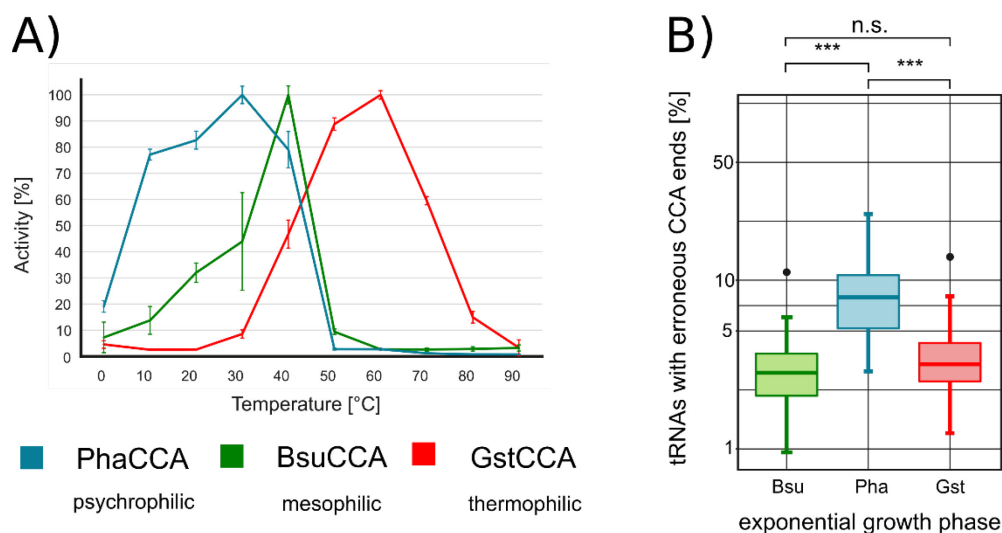 A)
Activity [%]
100
90
80
70
60
50
40
30
20
10
0
0 10 20 30 40 50 60 70 80 90
Temperature [°C]
PhaCCA BsuCCA GstCCA
psychrophilic mesophilic thermophilic
B)
n.s.
*** ***
tRNAs with erroneous CCA ends [%]
50
10
5
1
Bsu Pha Gst
exponential growth phase